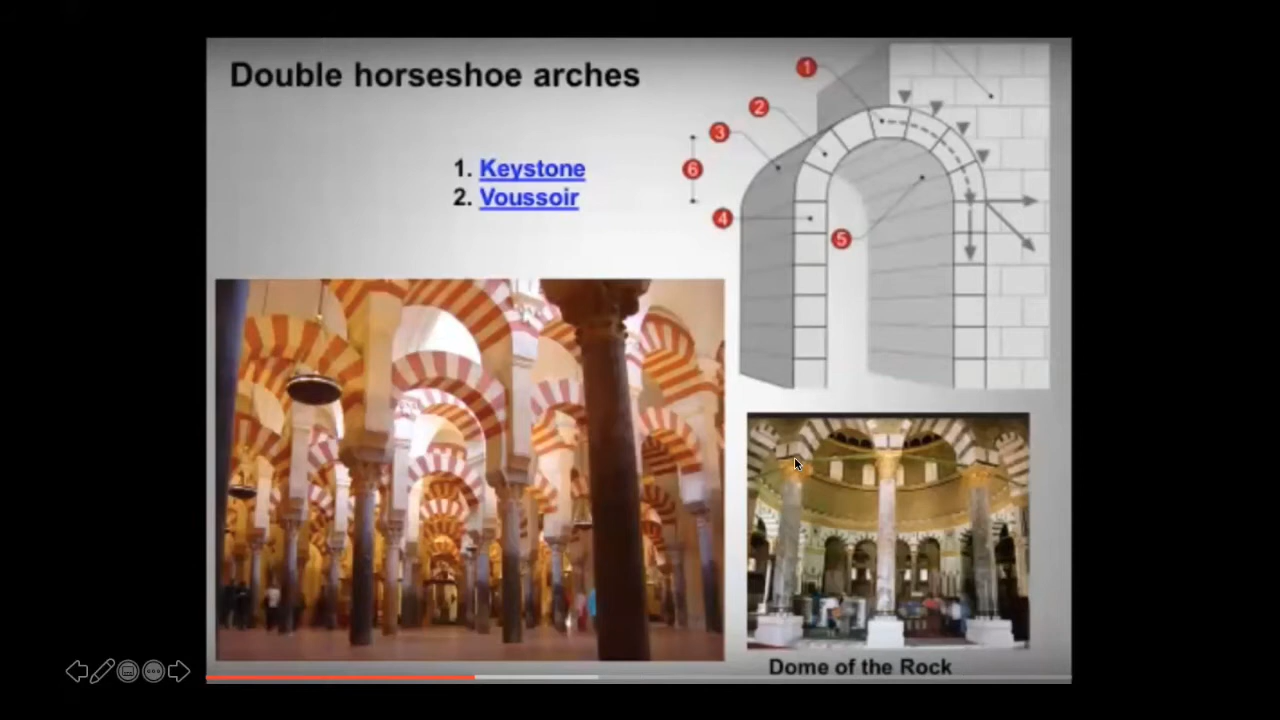 Double horseshoe arches
1. Keystone
2. Voussoir
1
2
3
6
4
5
Dome of the Rock